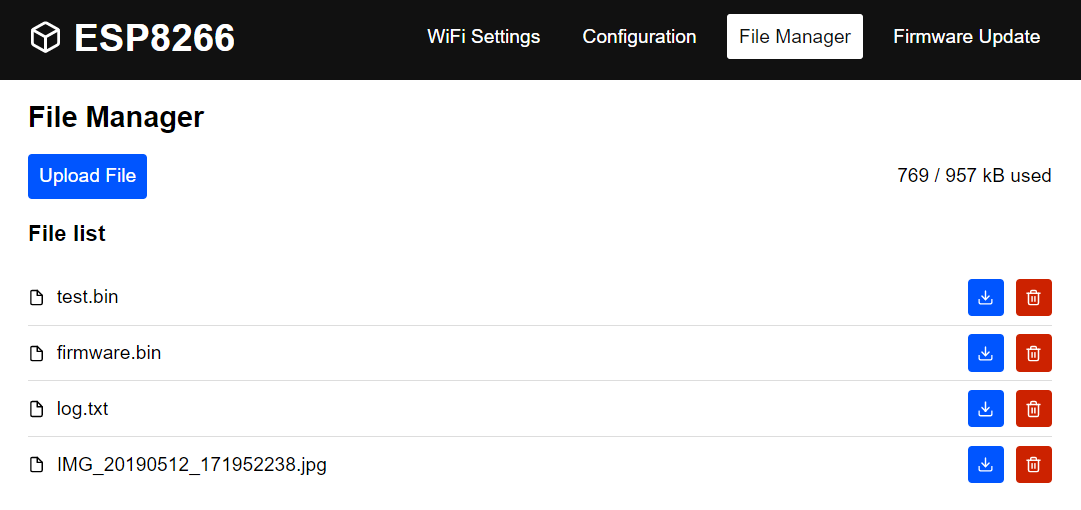 ESP8266 WiFi Settings Configuration File Manager Firmware Update
File Manager
Upload File 769 / 957 kB used
File list
test.bin
firmware.bin
log.txt
IMG_20190512_171952238.jpg